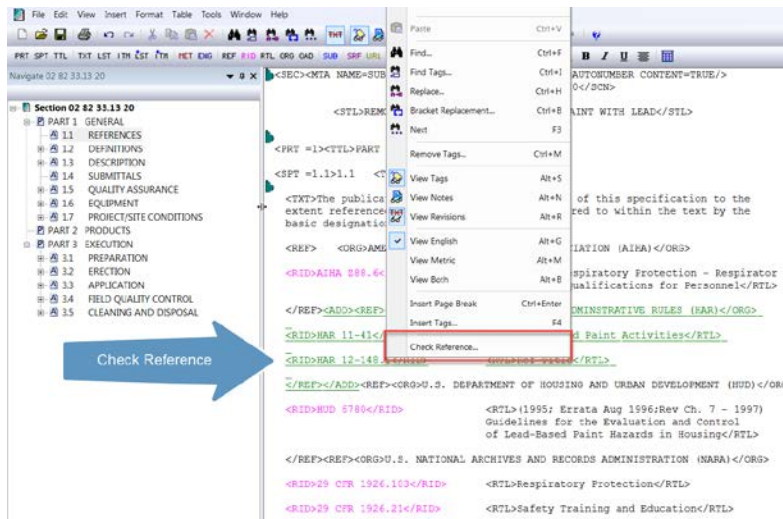 File Edit View Insert Format Table Tools Window Help
PRT SPT TTL TXT LST ITM LST ITM MET ENG REF RID RTL ORG OAD SUB SRF URL B I U
Navigate 02 82 33.13 20
Section 02 82 33.13 20
PART 1 GENERAL
1.1 REFERENCES
1.2 DEFINITIONS
1.3 DESCRIPTION
1.4 SUBMITTALS
1.5 QUALITY ASSURANCE
1.6 EQUIPMENT
1.7 PROJECT/SITE CONDITIONS
PART 2 PRODUCTS
PART 3 EXECUTION
3.1 PREPARATION
3.2 ERECTION
3.3 APPLICATION
3.4 FIELD QUALITY CONTROL
3.5 CLEANING AND DISPOSAL
Check Reference
Paste Ctrl+V
Find... Ctrl+F
Find Tags... Ctrl+I
Replace... Ctrl+H
Bracket Replacement... Ctrl+B
Next F3
Remove Tags... Ctrl+M
View Tags Alt+S
View Notes Alt+N
View Revisions Alt+R
View English Alt+G
View Metric Alt+M
View Both Alt+B
Insert Page Break Ctrl+Enter
Insert Tags... F4
Check Reference...
<SEC><MTA NAME=SUB AUTONUMBER CONTENT=TRUE/>
0</SCN>
<STL>REMO AINT WITH LEAD</STL>
<PRT =1><TTL>PART
<SPT =1.1>1.1 <T
<TXT>The publica of this specification to the
extent reference red to within the text by the
basic designatio
<REF> <ORG>AME IATION (AIHA)</ORG>
<RID>AIHA Z88.6< spiratory Protection - Respirator
ualifications for Personnel</RTL>
</REF><ADD><REF> DMINSTRATIVE RULES (HAR)</ORG>
<RID>HAR 11-41</ d Paint Activities</RTL>
<RID>HAR 12-148. </RTL>
</REF></ADD><REF><ORG>U.S. DEPARTMENT OF HOUSING AND URBAN DEVELOPMENT (HUD)</OR
<RID>HUD 6780</RID> <RTL>(1995; Errata Aug 1996;Rev Ch. 7 - 1997)
Guidelines for the Evaluation and Control
of Lead-Based Paint Hazards in Housing</RTL>
</REF><REF><ORG>U.S. NATIONAL ARCHIVES AND RECORDS ADMINISTRATION (NARA)</ORG>
<RID>29 CFR 1926.103</RID> <RTL>Respiratory Protection</RTL>
<RID>29 CFR 1926.21</RID> <RTL>Safety Training and Education</RTL>